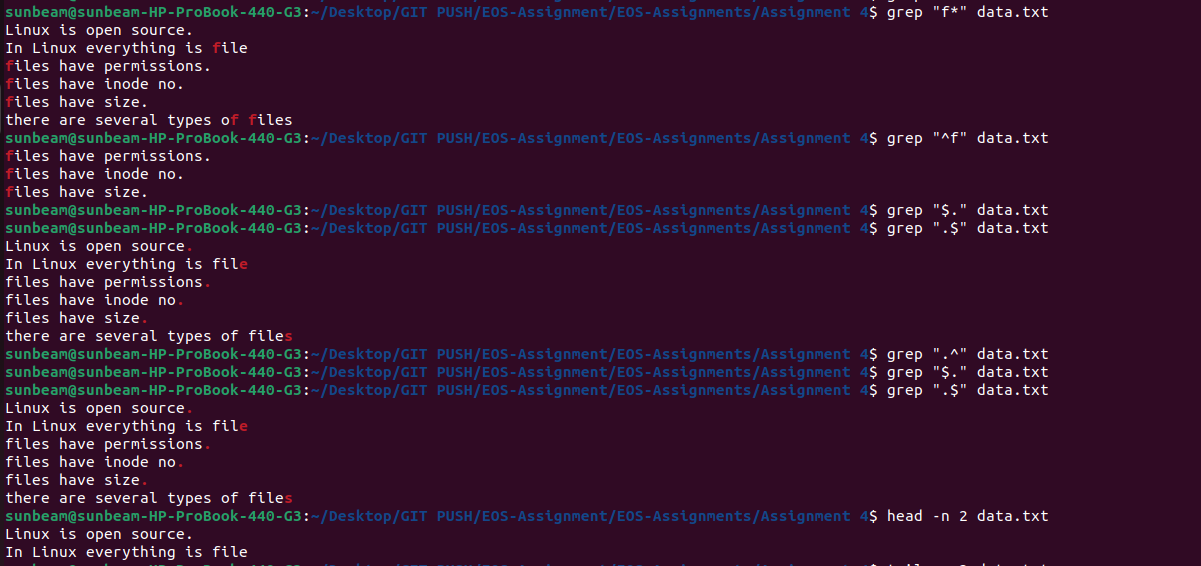 sunbeam@sunbeam-HP-ProBook-440-G3:~/Desktop/GIT PUSH/EOS-Assignment/EOS-Assignments/Assignment 4$ grep "f*" data.txt
Linux is open source.
In Linux everything is file
files have permissions.
files have inode no.
files have size.
there are several types of files
sunbeam@sunbeam-HP-ProBook-440-G3:~/Desktop/GIT PUSH/EOS-Assignment/EOS-Assignments/Assignment 4$ grep "^f" data.txt
files have permissions.
files have inode no.
files have size.
sunbeam@sunbeam-HP-ProBook-440-G3:~/Desktop/GIT PUSH/EOS-Assignment/EOS-Assignments/Assignment 4$ grep "$." data.txt
sunbeam@sunbeam-HP-ProBook-440-G3:~/Desktop/GIT PUSH/EOS-Assignment/EOS-Assignments/Assignment 4$ grep ".$" data.txt
Linux is open source.
In Linux everything is file
files have permissions.
files have inode no.
files have size.
there are several types of files
sunbeam@sunbeam-HP-ProBook-440-G3:~/Desktop/GIT PUSH/EOS-Assignment/EOS-Assignments/Assignment 4$ grep ".^" data.txt
sunbeam@sunbeam-HP-ProBook-440-G3:~/Desktop/GIT PUSH/EOS-Assignment/EOS-Assignments/Assignment 4$ grep "$." data.txt
sunbeam@sunbeam-HP-ProBook-440-G3:~/Desktop/GIT PUSH/EOS-Assignment/EOS-Assignments/Assignment 4$ grep ".$" data.txt
Linux is open source.
In Linux everything is file
files have permissions.
files have inode no.
files have size.
there are several types of files
sunbeam@sunbeam-HP-ProBook-440-G3:~/Desktop/GIT PUSH/EOS-Assignment/EOS-Assignments/Assignment 4$ head -n 2 data.txt
Linux is open source.
In Linux everything is file